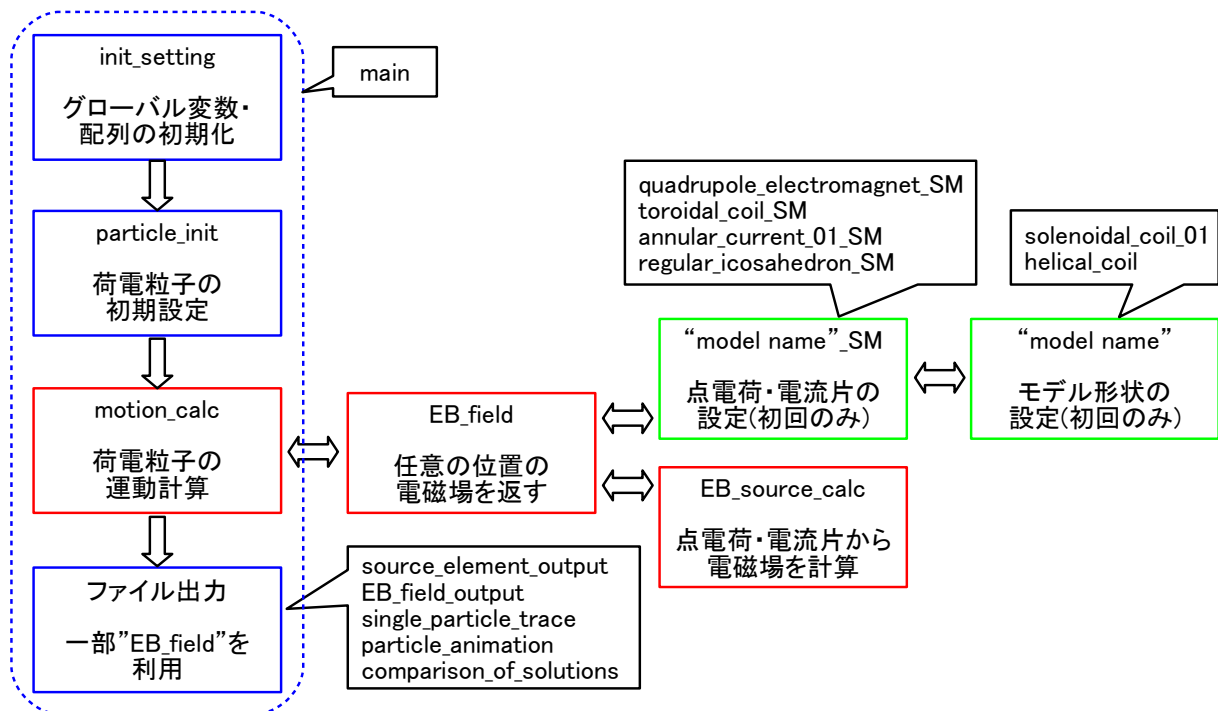 init_setting
グローバル変数・
配列の初期化
main
particle_init
荷電粒子の
初期設定
motion_calc
荷電粒子の
運動計算
ファイル出力
一部”EB_field”を
利用
EB_field
任意の位置の
電磁場を返す
quadrupole_electromagnet_SM
toroidal_coil_SM
annular_current_01_SM
regular_icosahedron_SM
“model name”_SM
点電荷・電流片の
設定(初回のみ)
solenoidal_coil_01
helical_coil
“model name”
モデル形状の
設定(初回のみ)
EB_source_calc
点電荷・電流片から
電磁場を計算
source_element_output
EB_field_output
single_particle_trace
particle_animation
comparison_of_solutions